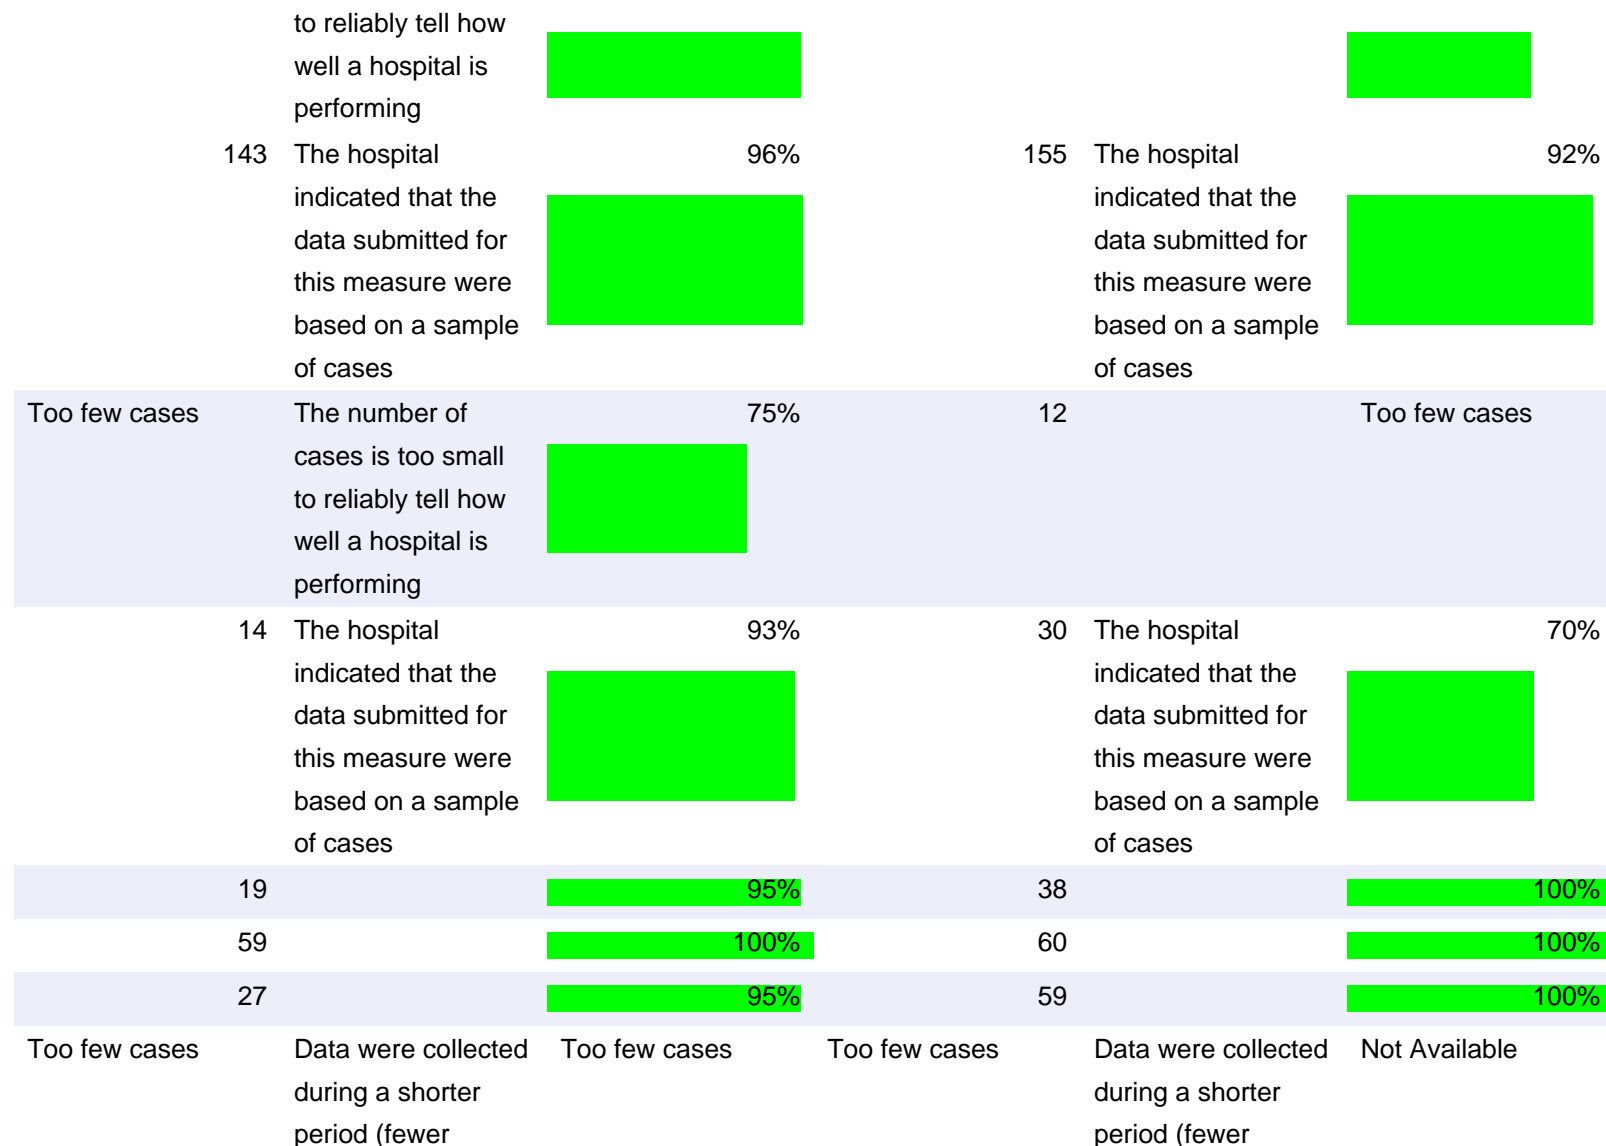 to reliably tell how
well a hospital is
performing
143 The hospital 96% 155 The hospital 92%
indicated that the indicated that the
data submitted for data submitted for
this measure were this measure were
based on a sample based on a sample
of cases of cases
Too few cases The number of 75% 12 Too few cases
cases is too small
to reliably tell how
well a hospital is
performing
14 The hospital 93% 30 The hospital 70%
indicated that the indicated that the
data submitted for data submitted for
this measure were this measure were
based on a sample based on a sample
of cases of cases
19 95% 38 100%
59 100% 60 100%
27 95% 59 100%
Too few cases Data were collected Too few cases Too few cases Data were collected Not Available
during a shorter during a shorter
period (fewer period (fewer